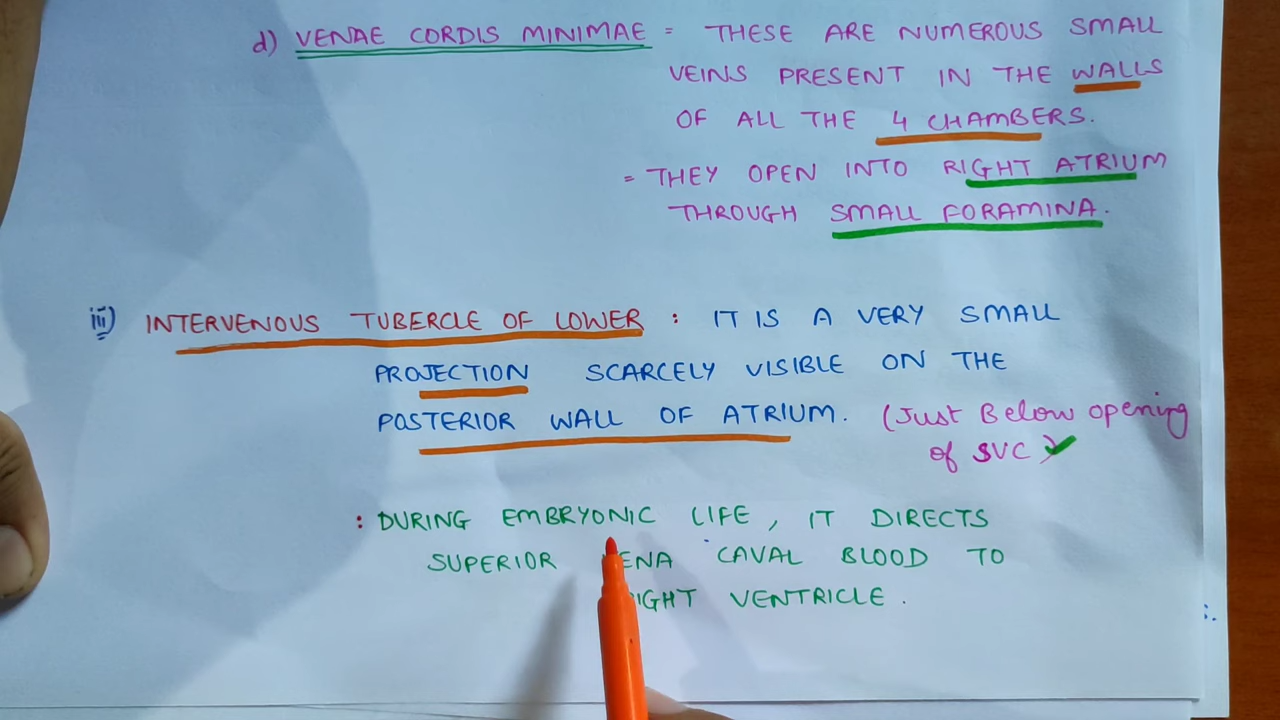 d) VENAE CORDIS MINIMAE = THESE ARE NUMEROUS SMALL
VEINS PRESENT IN THE WALLS
OF ALL THE 4 CHAMBERS.
= THEY OPEN INTO RIGHT ATRIUM
THROUGH SMALL FORAMINA.
iii) INTERVENOUS TUBERCLE OF LOWER : IT IS A VERY SMALL
PROJECTION SCARCELY VISIBLE ON THE
POSTERIOR WALL OF ATRIUM. (Just Below opening
of SVC)
: DURING EMBRYONIC LIFE, IT DIRECTS
SUPERIOR ENA CAVAL BLOOD TO
IGHT VENTRICLE.